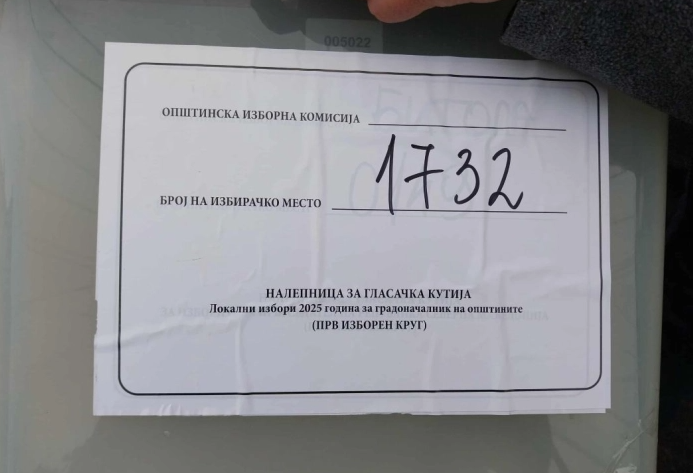 005022
ОПШТИНСКА ИЗБОРНА КОМИСИЈА
1732
БРОЈ НА ИЗБИРАЧКО МЕСТО
НАЛЕПНИЦА ЗА ГЛАСАЧКА КУТИЈА
Локални избори 2025 година за градоначалник на општините
(ПРВ ИЗБОРЕН КРУГ)